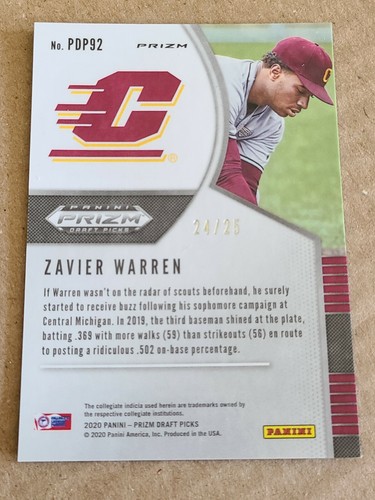 No. PDP92
PRIZM
C
C
®
PANINI
PRIZM
DRAFT PICKS
24/25
ZAVIER WARREN
If Warren wasn't on the radar of scouts beforehand, he surely
started to receive buzz following his sophomore campaign at
Central Michigan. In 2019, the third baseman shined at the plate,
batting .369 with more walks (59) than strikeouts (56) en route
to posting a ridiculous .502 on-base percentage.
The collegiate indicia used herein are trademarks owned by
the respective collegiate institutions.
2020 PANINI – PRIZM DRAFT PICKS
© 2020 Panini America, Inc. Produced in the USA.
PANINI